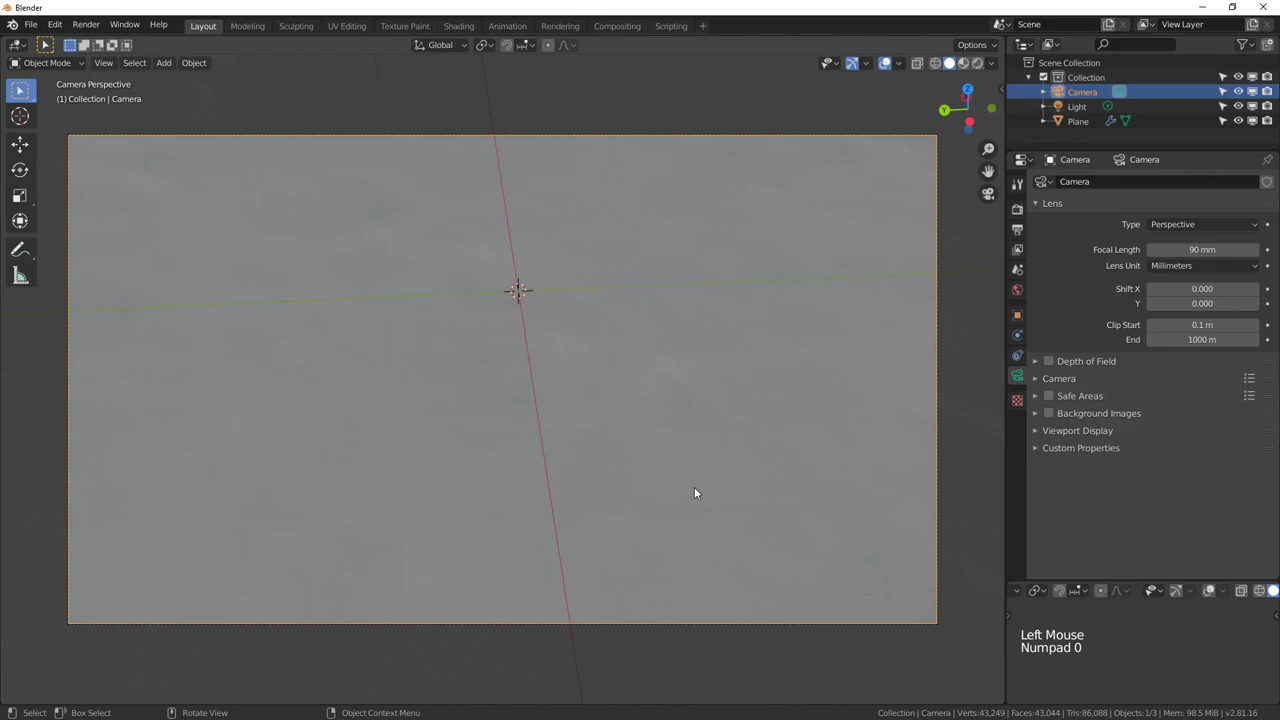 Blender
File Edit Render Window Help
Layout Modeling Sculpting UV Editing Texture Paint Shading Animation Rendering Compositing Scripting +
Scene
View Layer
Global
Options
Object Mode View Select Add Object
Camera Perspective
(1) Collection | Camera
Z
Y
Scene Collection
Collection
Camera
Light
Plane
Camera Camera
Camera
Lens
Type Perspective
Focal Length 90 mm
Lens Unit Millimeters
Shift X 0.000
Y 0.000
Clip Start 0.1 m
End 1000 m
Depth of Field
Camera
Safe Areas
Background Images
Viewport Display
Custom Properties
Left Mouse
Numpad 0
Select Box Select Rotate View Object Context Menu
Collection | Camera | Verts:43,249 | Faces:43,044 | Tris:86,088 | Objects:1/3 | Mem: 98.5 MiB | v2.81.16